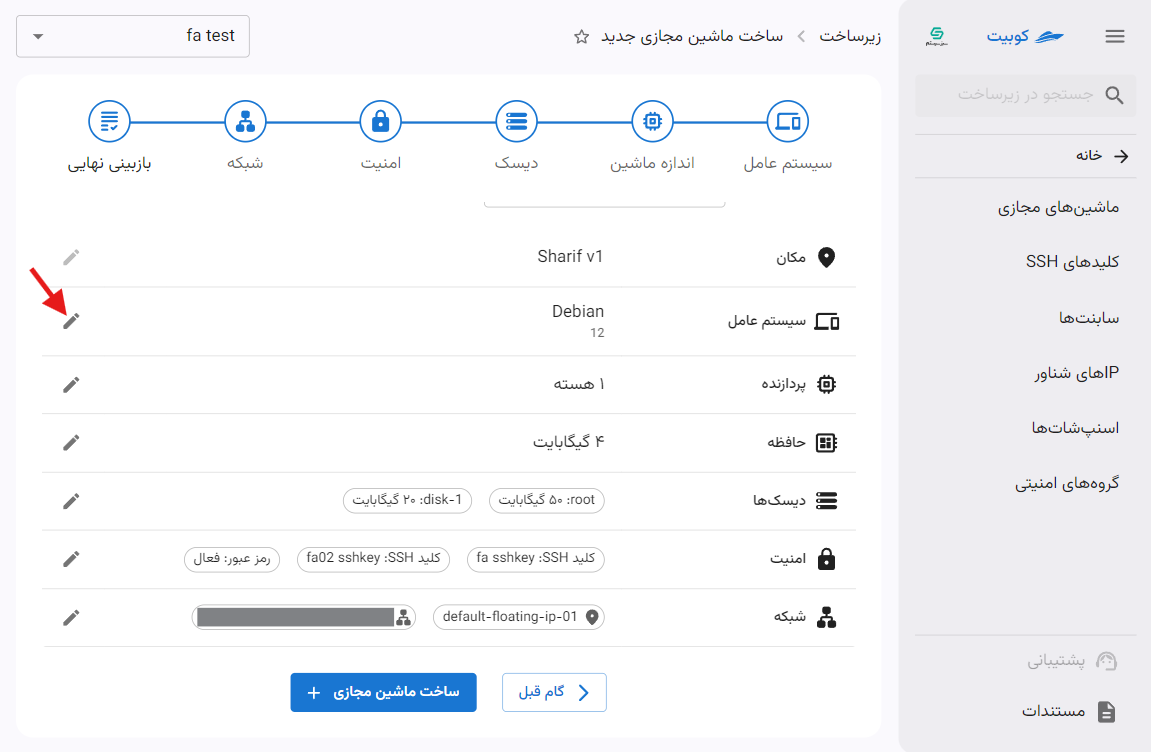 کوبیت
جستجو در زیرساخت
خانه
ماشین‌های مجازی
کلیدهای SSH
سابنت‌ها
IPهای شناور
اسنپ‌شات‌ها
گروه‌های امنیتی
پشتیبانی
مستندات
زیرساخت
ساخت ماشین مجازی جدید
fa test
سیستم عامل
اندازه ماشین
دیسک
امنیت
شبکه
بازبینی نهایی
مکان Sharif v1
سیستم عامل Debian
12
پردازنده ۱ هسته
حافظه ۴ گیگابایت
دیسک‌ها root: ۵۰ گیگابایت disk-1: ۲۰ گیگابایت
امنیت کلید SSH: fa sshkey کلید SSH: fa02 sshkey رمز عبور: فعال
شبکه default-floating-ip-01
گام قبل
ساخت ماشین مجازی +